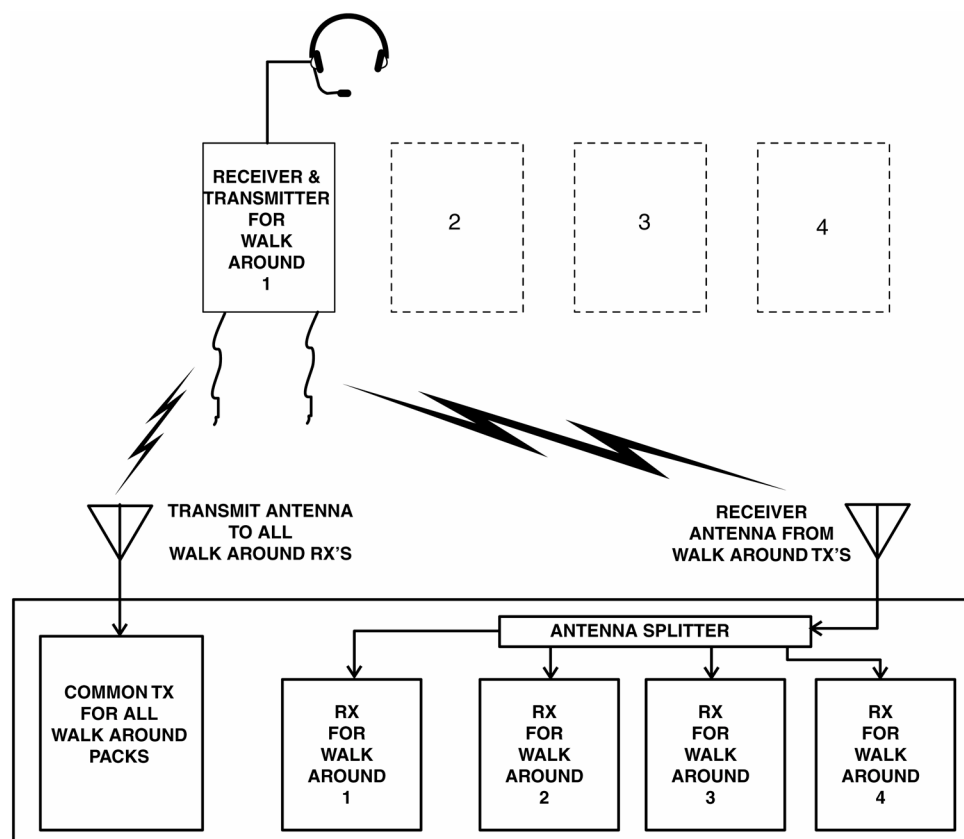 RECEIVER &
TRANSMITTER
FOR
WALK
AROUND
1
2
3
4
TRANSMIT ANTENNA
TO ALL
WALK AROUND RX'S
RECEIVER
ANTENNA FROM
WALK AROUND TX'S
ANTENNA SPLITTER
COMMON TX
FOR ALL
WALK AROUND
PACKS
RX
FOR
WALK
AROUND
1
RX
FOR
WALK
AROUND
2
RX
FOR
WALK
AROUND
3
RX
FOR
WALK
AROUND
4